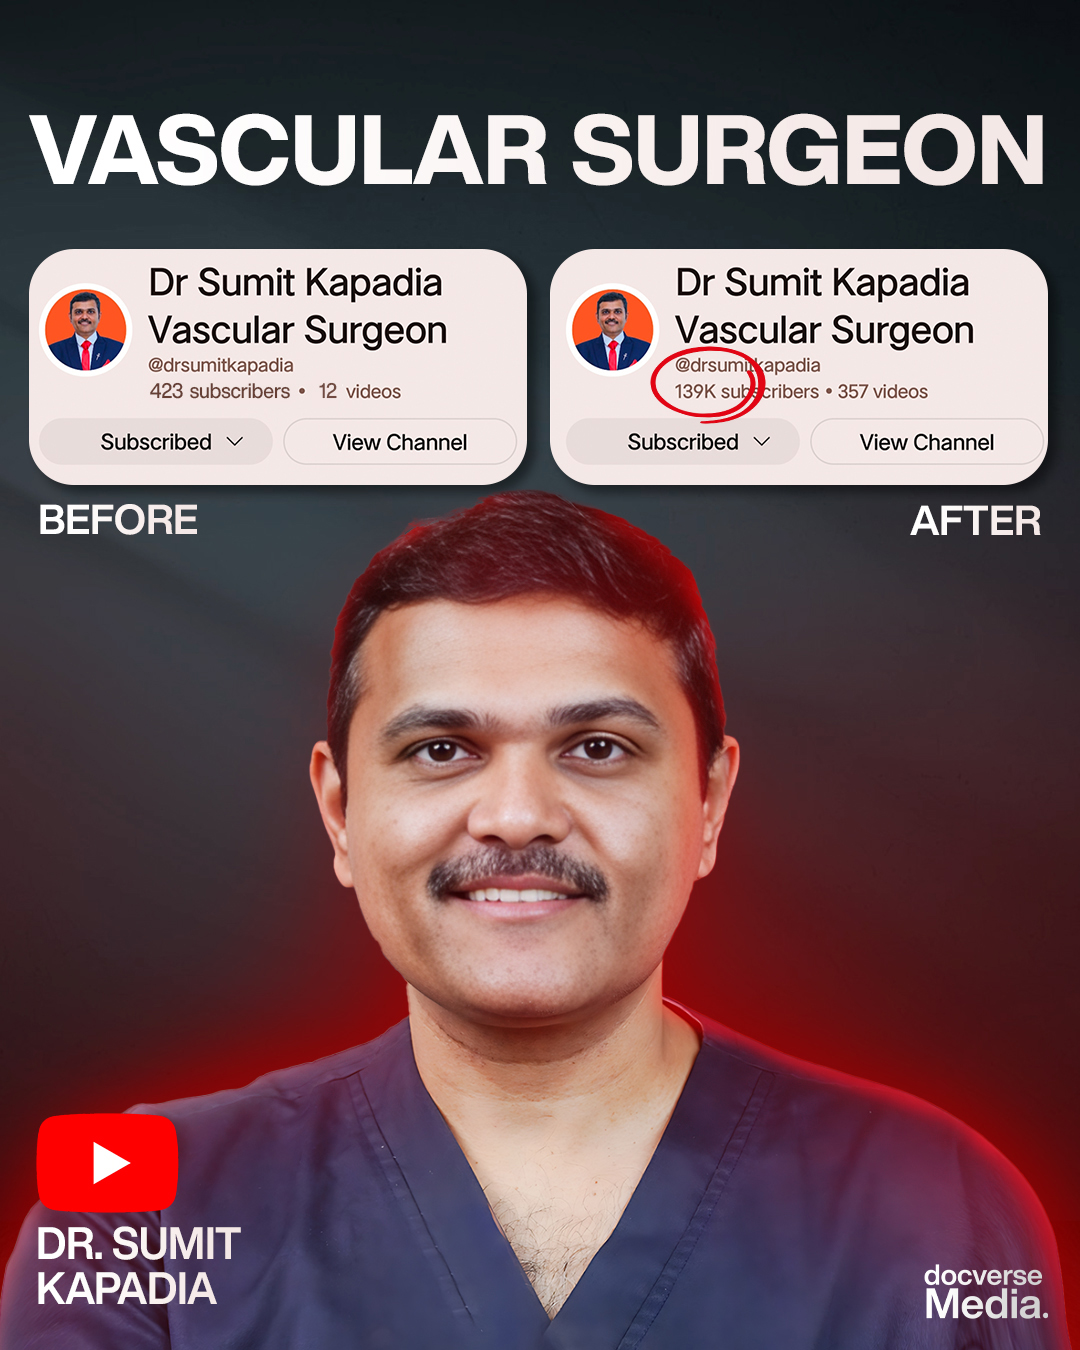 VASCULAR SURGEON
Dr Sumit Kapadia
Vascular Surgeon
@drsumitkapadia
423 subscribers • 12 videos
Subscribed
View Channel
BEFORE
Dr Sumit Kapadia
Vascular Surgeon
@drsumitkapadia
139K subscribers • 357 videos
Subscribed
View Channel
AFTER
DR. SUMIT
KAPADIA
docverse
Media.